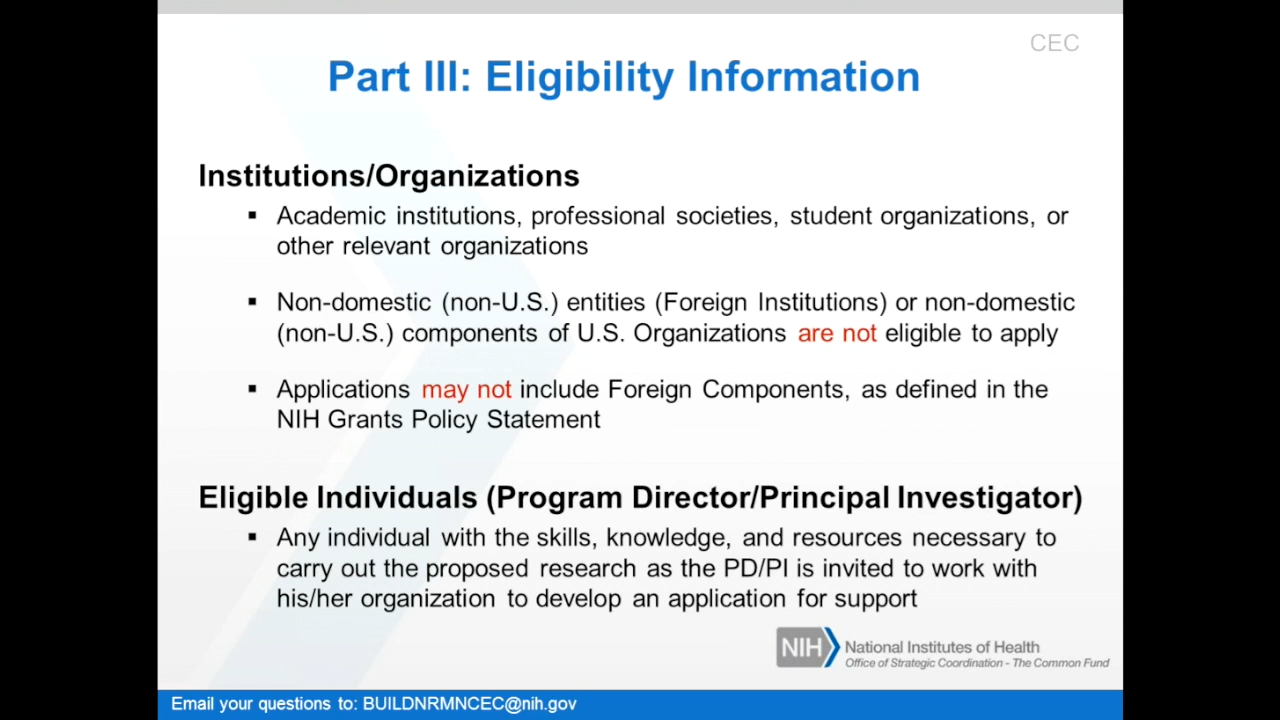 CEC
Part III: Eligibility Information
Institutions/Organizations
▪ Academic institutions, professional societies, student organizations, or
other relevant organizations
▪ Non-domestic (non-U.S.) entities (Foreign Institutions) or non-domestic
(non-U.S.) components of U.S. Organizations are not eligible to apply
▪ Applications may not include Foreign Components, as defined in the
NIH Grants Policy Statement
Eligible Individuals (Program Director/Principal Investigator)
▪ Any individual with the skills, knowledge, and resources necessary to
carry out the proposed research as the PD/PI is invited to work with
his/her organization to develop an application for support
NIH National Institutes of Health
Office of Strategic Coordination - The Common Fund
Email your questions to: BUILDNRMNCEC@nih.gov